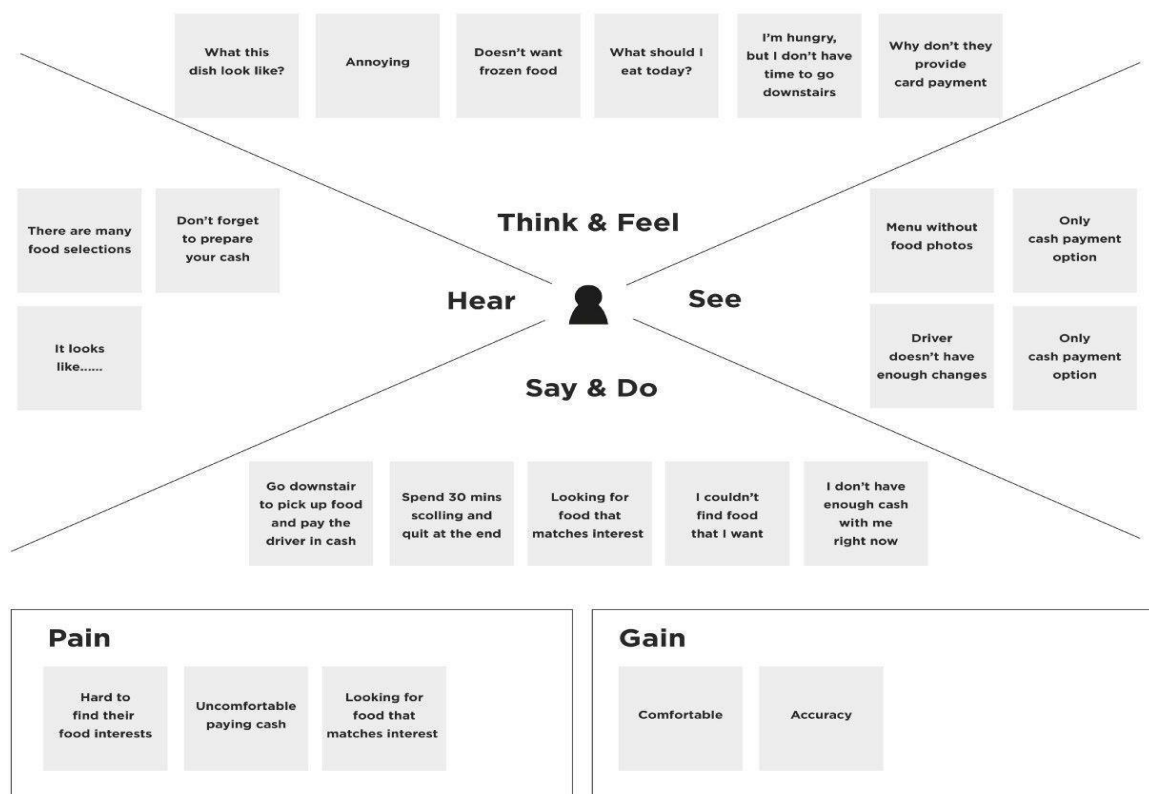 What this
dish look like?
Annoying
Doesn't want
frozen food
What should I
eat today?
I'm hungry,
but I don't have
time to go
downstairs
Why don't they
provide
card payment
Think & Feel
There are many
food selections
Don't forget
to prepare
your cash
It looks
like......
Hear
See
Menu without
food photos
Only
cash payment
option
Driver
doesn't have
enough changes
Only
cash payment
option
Say & Do
Go downstair
to pick up food
and pay the
driver in cash
Spend 30 mins
scolling and
quit at the end
Looking for
food that
matches interest
I couldn't
find food
that I want
I don't have
enough cash
with me
right now
Pain
Hard to
find their
food interests
Uncomfortable
paying cash
Looking for
food that
matches interest
Gain
Comfortable
Accuracy